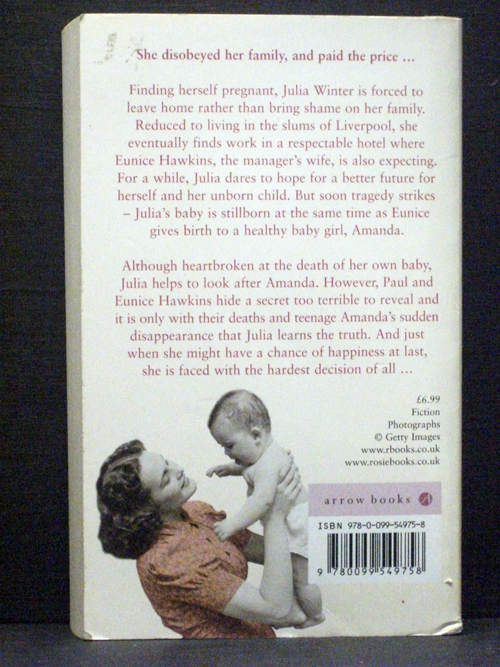 She disobeyed her family, and paid the price ...
Finding herself pregnant, Julia Winter is forced to
leave home rather than bring shame on her family.
Reduced to living in the slums of Liverpool, she
eventually finds work in a respectable hotel where
Eunice Hawkins, the manager's wife, is also expecting.
For a while, Julia dares to hope for a better future for
herself and her unborn child. But soon tragedy strikes
– Julia's baby is stillborn at the same time as Eunice
gives birth to a healthy baby girl, Amanda.
Although heartbroken at the death of her own baby,
Julia helps to look after Amanda. However, Paul and
Eunice Hawkins hide a secret too terrible to reveal and
it is only with their deaths and teenage Amanda's sudden
disappearance that Julia learns the truth. And just
when she might have a chance of happiness at last,
she is faced with the hardest decision of all ...
£6.99
Fiction
Photographs
© Getty Images
www.rbooks.co.uk
www.rosiebooks.co.uk
arrow books
ISBN 978-0-099-54975-8
9 780099 549758